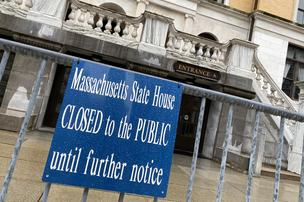 ENTRANCE
Massachusetts State House
CLOSED to the PUBLIC
until further notice